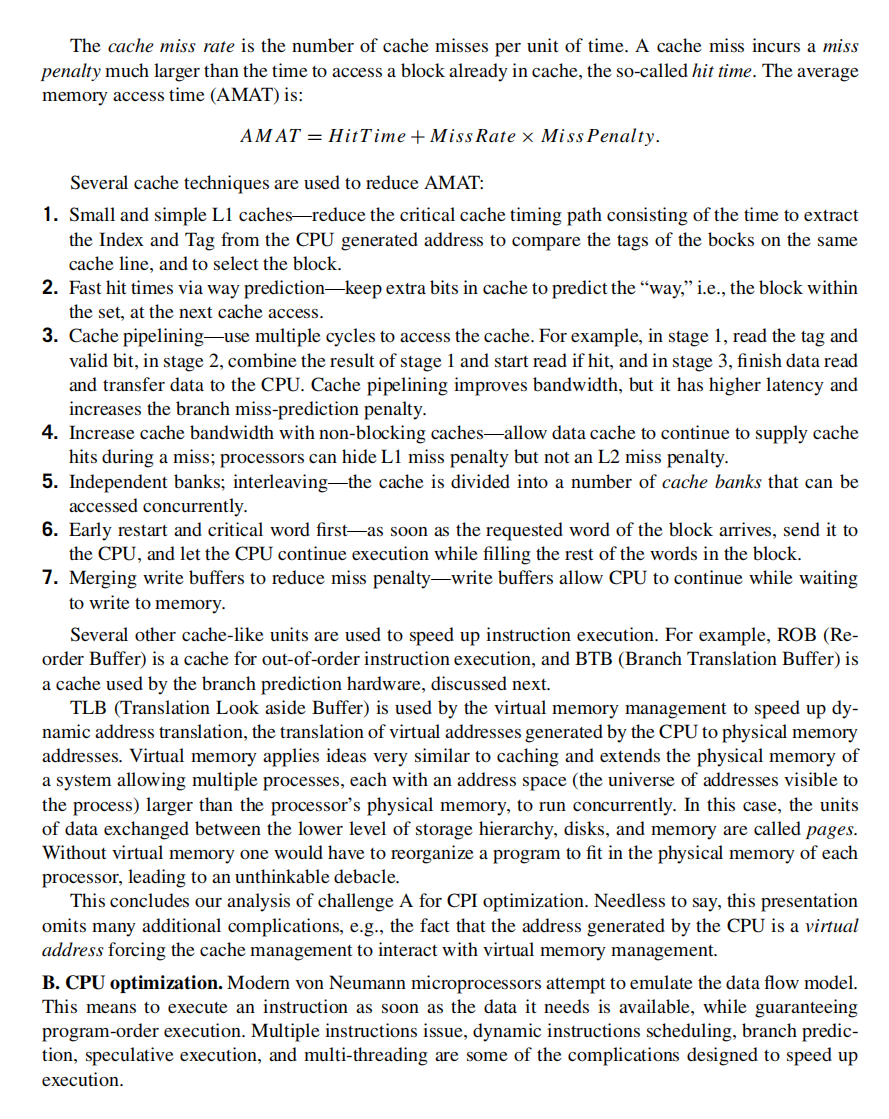 The cache miss rate is the number of cache misses per unit of time. A cache miss incurs a miss
penalty much larger than the time to access a block already in cache, the so-called hit time. The average
memory access time (AMAT) is:
AMAT = HitTime + MissRate × MissPenalty.
Several cache techniques are used to reduce AMAT:
1. Small and simple L1 caches—reduce the critical cache timing path consisting of the time to extract
the Index and Tag from the CPU generated address to compare the tags of the bocks on the same
cache line, and to select the block.
2. Fast hit times via way prediction—keep extra bits in cache to predict the “way,” i.e., the block within
the set, at the next cache access.
3. Cache pipelining—use multiple cycles to access the cache. For example, in stage 1, read the tag and
valid bit, in stage 2, combine the result of stage 1 and start read if hit, and in stage 3, finish data read
and transfer data to the CPU. Cache pipelining improves bandwidth, but it has higher latency and
increases the branch miss-prediction penalty.
4. Increase cache bandwidth with non-blocking caches—allow data cache to continue to supply cache
hits during a miss; processors can hide L1 miss penalty but not an L2 miss penalty.
5. Independent banks; interleaving—the cache is divided into a number of cache banks that can be
accessed concurrently.
6. Early restart and critical word first—as soon as the requested word of the block arrives, send it to
the CPU, and let the CPU continue execution while filling the rest of the words in the block.
7. Merging write buffers to reduce miss penalty—write buffers allow CPU to continue while waiting
to write to memory.
Several other cache-like units are used to speed up instruction execution. For example, ROB (Re-
order Buffer) is a cache for out-of-order instruction execution, and BTB (Branch Translation Buffer) is
a cache used by the branch prediction hardware, discussed next.
TLB (Translation Look aside Buffer) is used by the virtual memory management to speed up dy-
namic address translation, the translation of virtual addresses generated by the CPU to physical memory
addresses. Virtual memory applies ideas very similar to caching and extends the physical memory of
a system allowing multiple processes, each with an address space (the universe of addresses visible to
the process) larger than the processor’s physical memory, to run concurrently. In this case, the units
of data exchanged between the lower level of storage hierarchy, disks, and memory are called pages.
Without virtual memory one would have to reorganize a program to fit in the physical memory of each
processor, leading to an unthinkable debacle.
This concludes our analysis of challenge A for CPI optimization. Needless to say, this presentation
omits many additional complications, e.g., the fact that the address generated by the CPU is a virtual
address forcing the cache management to interact with virtual memory management.
B. CPU optimization. Modern von Neumann microprocessors attempt to emulate the data flow model.
This means to execute an instruction as soon as the data it needs is available, while guaranteeing
program-order execution. Multiple instructions issue, dynamic instructions scheduling, branch predic-
tion, speculative execution, and multi-threading are some of the complications designed to speed up
execution.